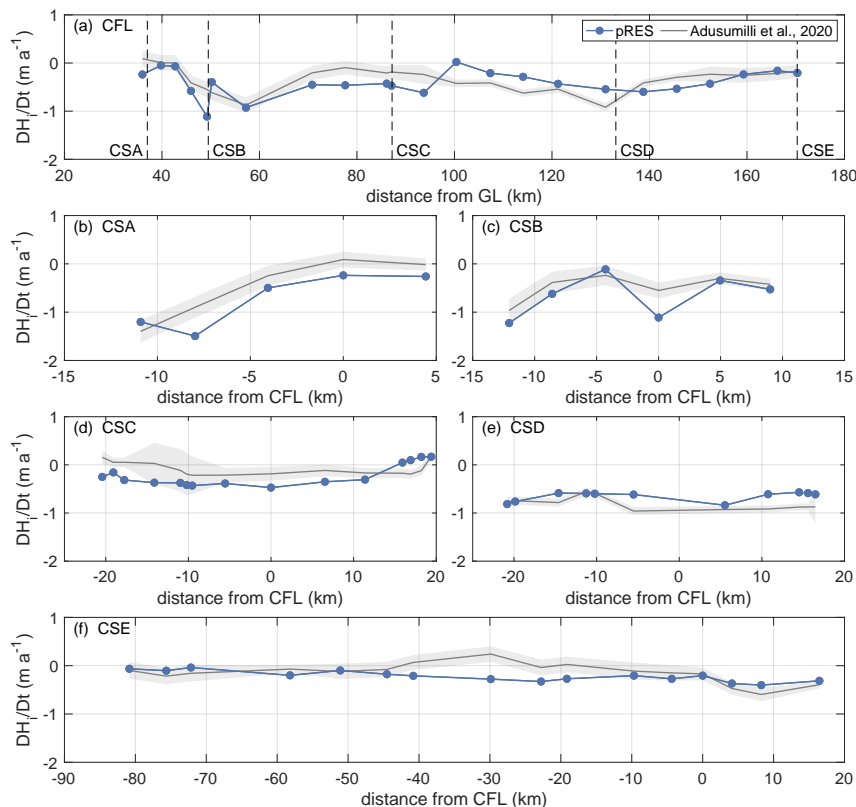 (a) CFL
pRES
Adusumilli et al., 2020
DHᵢ/Dt (m a⁻¹)
1
0
-1
-2
CSA
CSB
CSC
CSD
CSE
20 40 60 80 100 120 140 160 180
distance from GL (km)
(b) CSA
DHᵢ/Dt (m a⁻¹)
1
0
-1
-2
-15 -10 -5 0 5
distance from CFL (km)
(c) CSB
1
0
-1
-2
-15 -10 -5 0 5 10 15
distance from CFL (km)
(d) CSC
DHᵢ/Dt (m a⁻¹)
1
0
-1
-2
-20 -10 0 10 20
distance from CFL (km)
(e) CSD
1
0
-1
-2
-20 -10 0 10 20
distance from CFL (km)
(f) CSE
DHᵢ/Dt (m a⁻¹)
1
0
-1
-2
-90 -80 -70 -60 -50 -40 -30 -20 -10 0 10 20
distance from CFL (km)